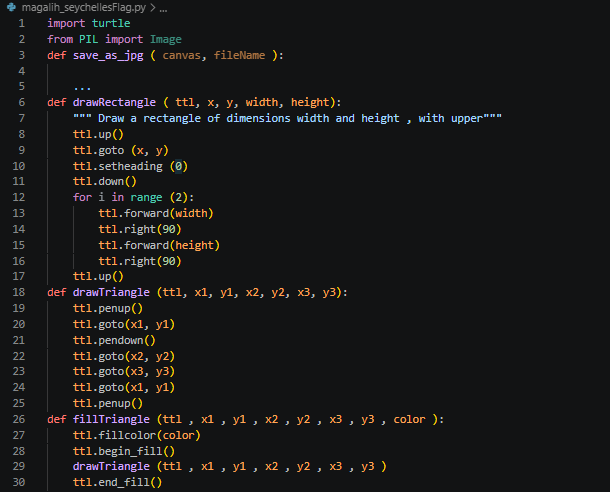 magalih_seychellesFlag.py > ...
1 import turtle
2 from PIL import Image
3 def save_as_jpg ( canvas, fileName ):
4
5     ...
6 def drawRectangle ( ttl, x, y, width, height):
7     """ Draw a rectangle of dimensions width and height , with upper"""
8     ttl.up()
9     ttl.goto (x, y)
10     ttl.setheading (0)
11     ttl.down()
12     for i in range (2):
13         ttl.forward(width)
14         ttl.right(90)
15         ttl.forward(height)
16         ttl.right(90)
17     ttl.up()
18 def drawTriangle (ttl, x1, y1, x2, y2, x3, y3):
19     ttl.penup()
20     ttl.goto(x1, y1)
21     ttl.pendown()
22     ttl.goto(x2, y2)
23     ttl.goto(x3, y3)
24     ttl.goto(x1, y1)
25     ttl.penup()
26 def fillTriangle (ttl , x1 , y1 , x2 , y2 , x3 , y3 , color ):
27     ttl.fillcolor(color)
28     ttl.begin_fill()
29     drawTriangle (ttl , x1 , y1 , x2 , y2 , x3 , y3 )
30     ttl.end_fill()